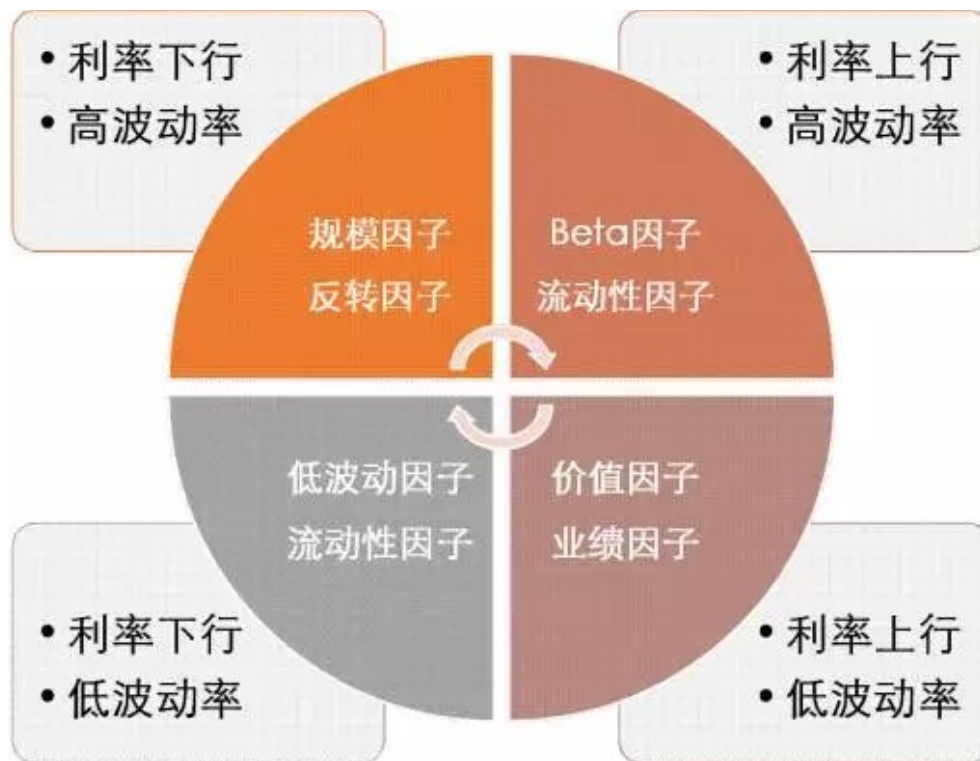 • 利率下行
• 高波动率
• 利率上行
• 高波动率
规模因子
反转因子
Beta因子
流动性因子
低波动因子
流动性因子
价值因子
业绩因子
• 利率下行
• 低波动率
• 利率上行
• 低波动率